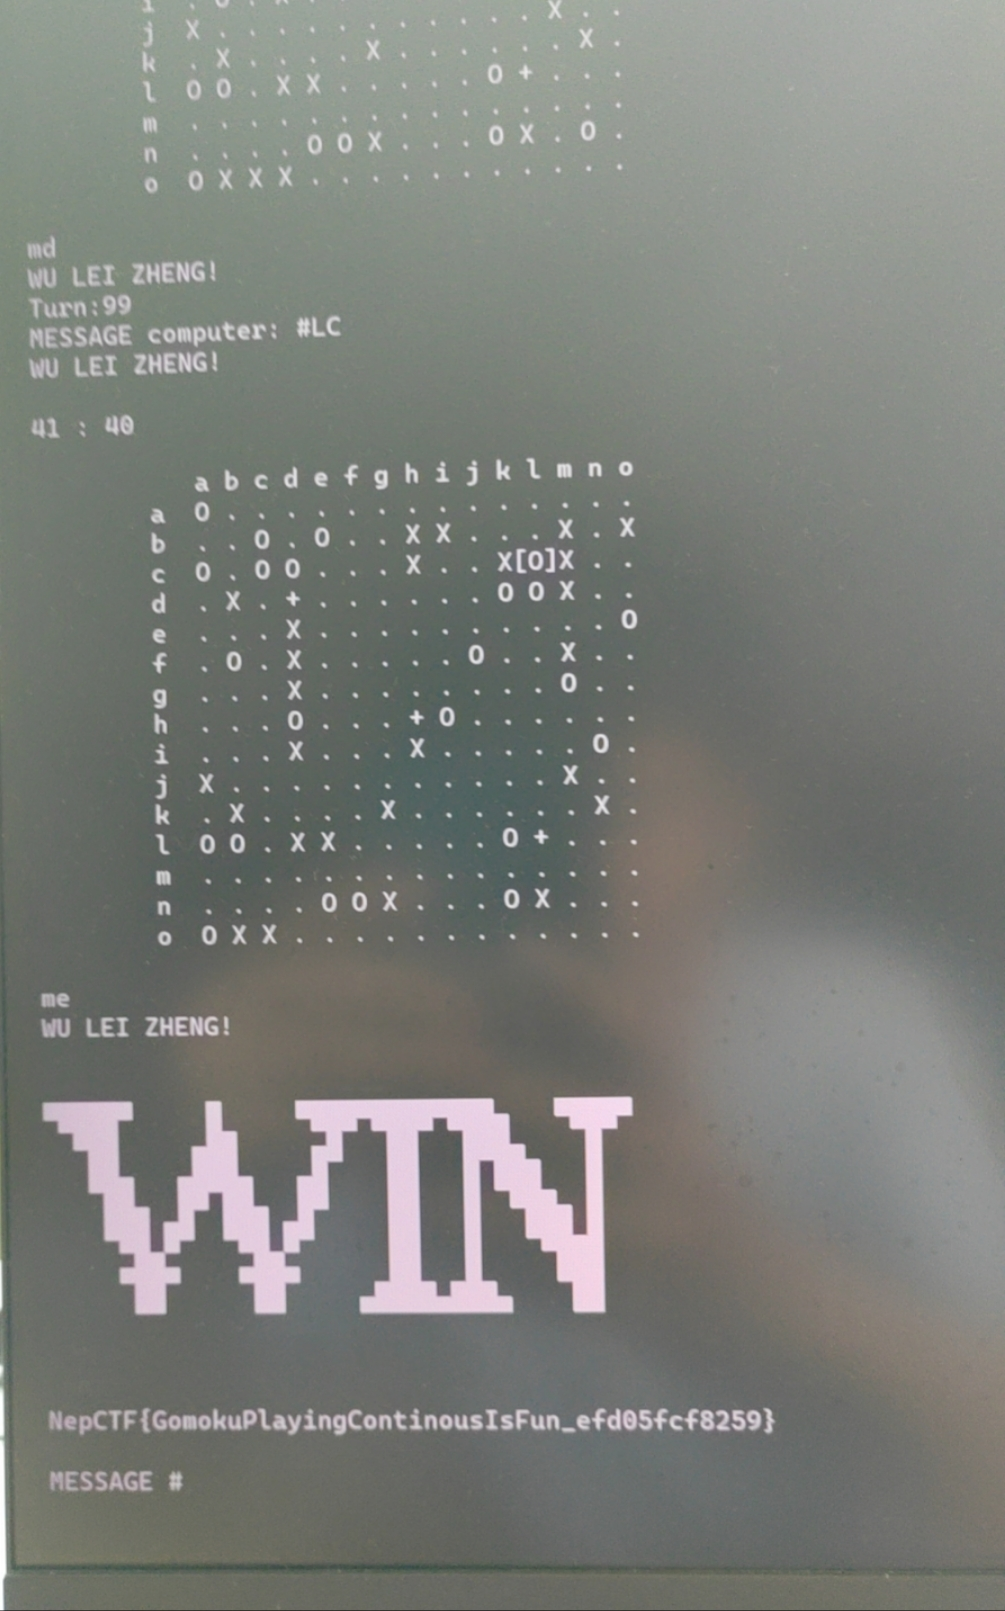 j X . . . . . . . . . . . X . .
k . X . . . . X . . . . . . X .
l O O . X X . . . . . O + . . .
m . . . . . . . . . . . . . . .
n . . . . O O X . . . O X . O .
o O X X X . . . . . . . . . . .
md
WU LEI ZHENG!
Turn:99
MESSAGE computer: #LC
WU LEI ZHENG!
41 : 40
a b c d e f g h i j k l m n o
a O . . . . . . . . . . . . . .
b . . O . O . . X X . . . X . X
c O . O O . . . X . . X[O]X . .
d . X . + . . . . . . O O X . .
e . . . X . . . . . . . . . . O
f . O . X . . . . . O . . X . .
g . . . X . . . . . . . . O . .
h . . . O . . . + O . . . . . .
i . . . X . . . X . . . . . O .
j X . . . . . . . . . . . X . .
k . X . . . . X . . . . . . X .
l O O . X X . . . . . O + . . .
m . . . . . . . . . . . . . . .
n . . . . O O X . . . O X . . .
o O X X . . . . . . . . . . . .
me
WU LEI ZHENG!
WIN
NepCTF{GomokuPlayingContinousIsFun_efd05fcf8259}
MESSAGE #